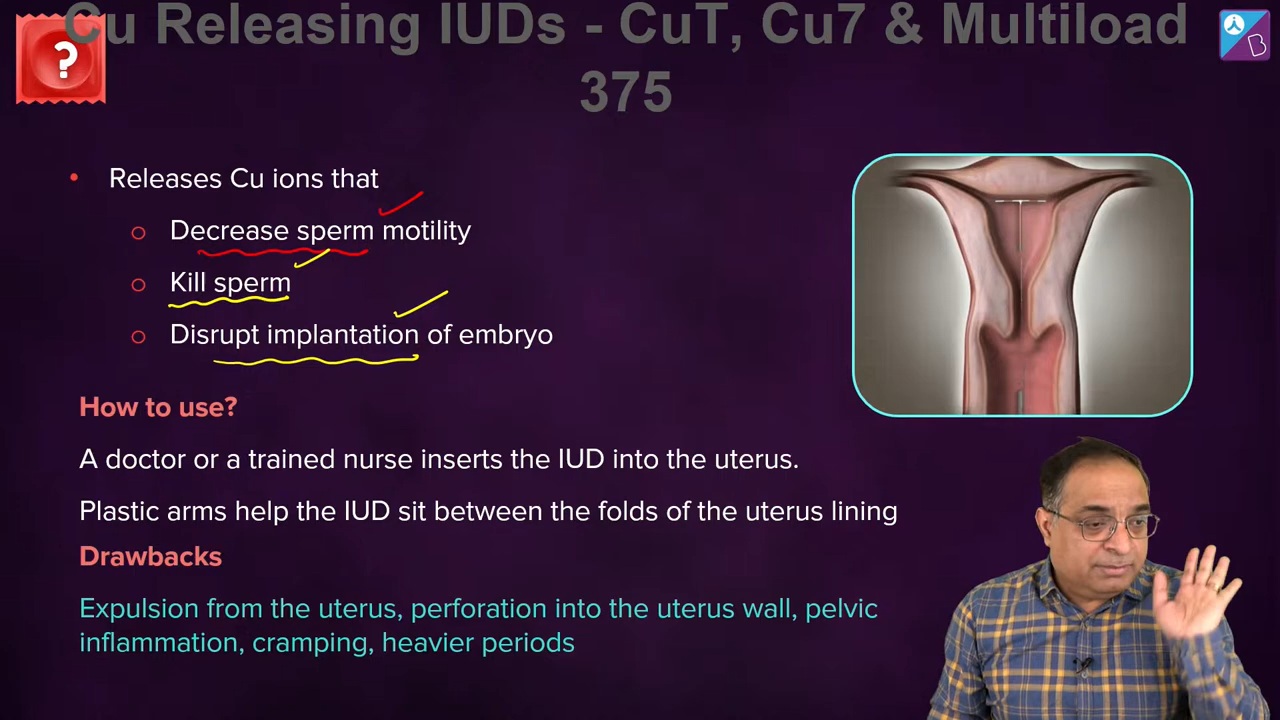 Cu Releasing IUDs - CuT, Cu7 & Multiload
375
?
• Releases Cu ions that
o Decrease sperm motility
o Kill sperm
o Disrupt implantation of embryo
How to use?
A doctor or a trained nurse inserts the IUD into the uterus.
Plastic arms help the IUD sit between the folds of the uterus lining
Drawbacks
Expulsion from the uterus, perforation into the uterus wall, pelvic
inflammation, cramping, heavier periods
B